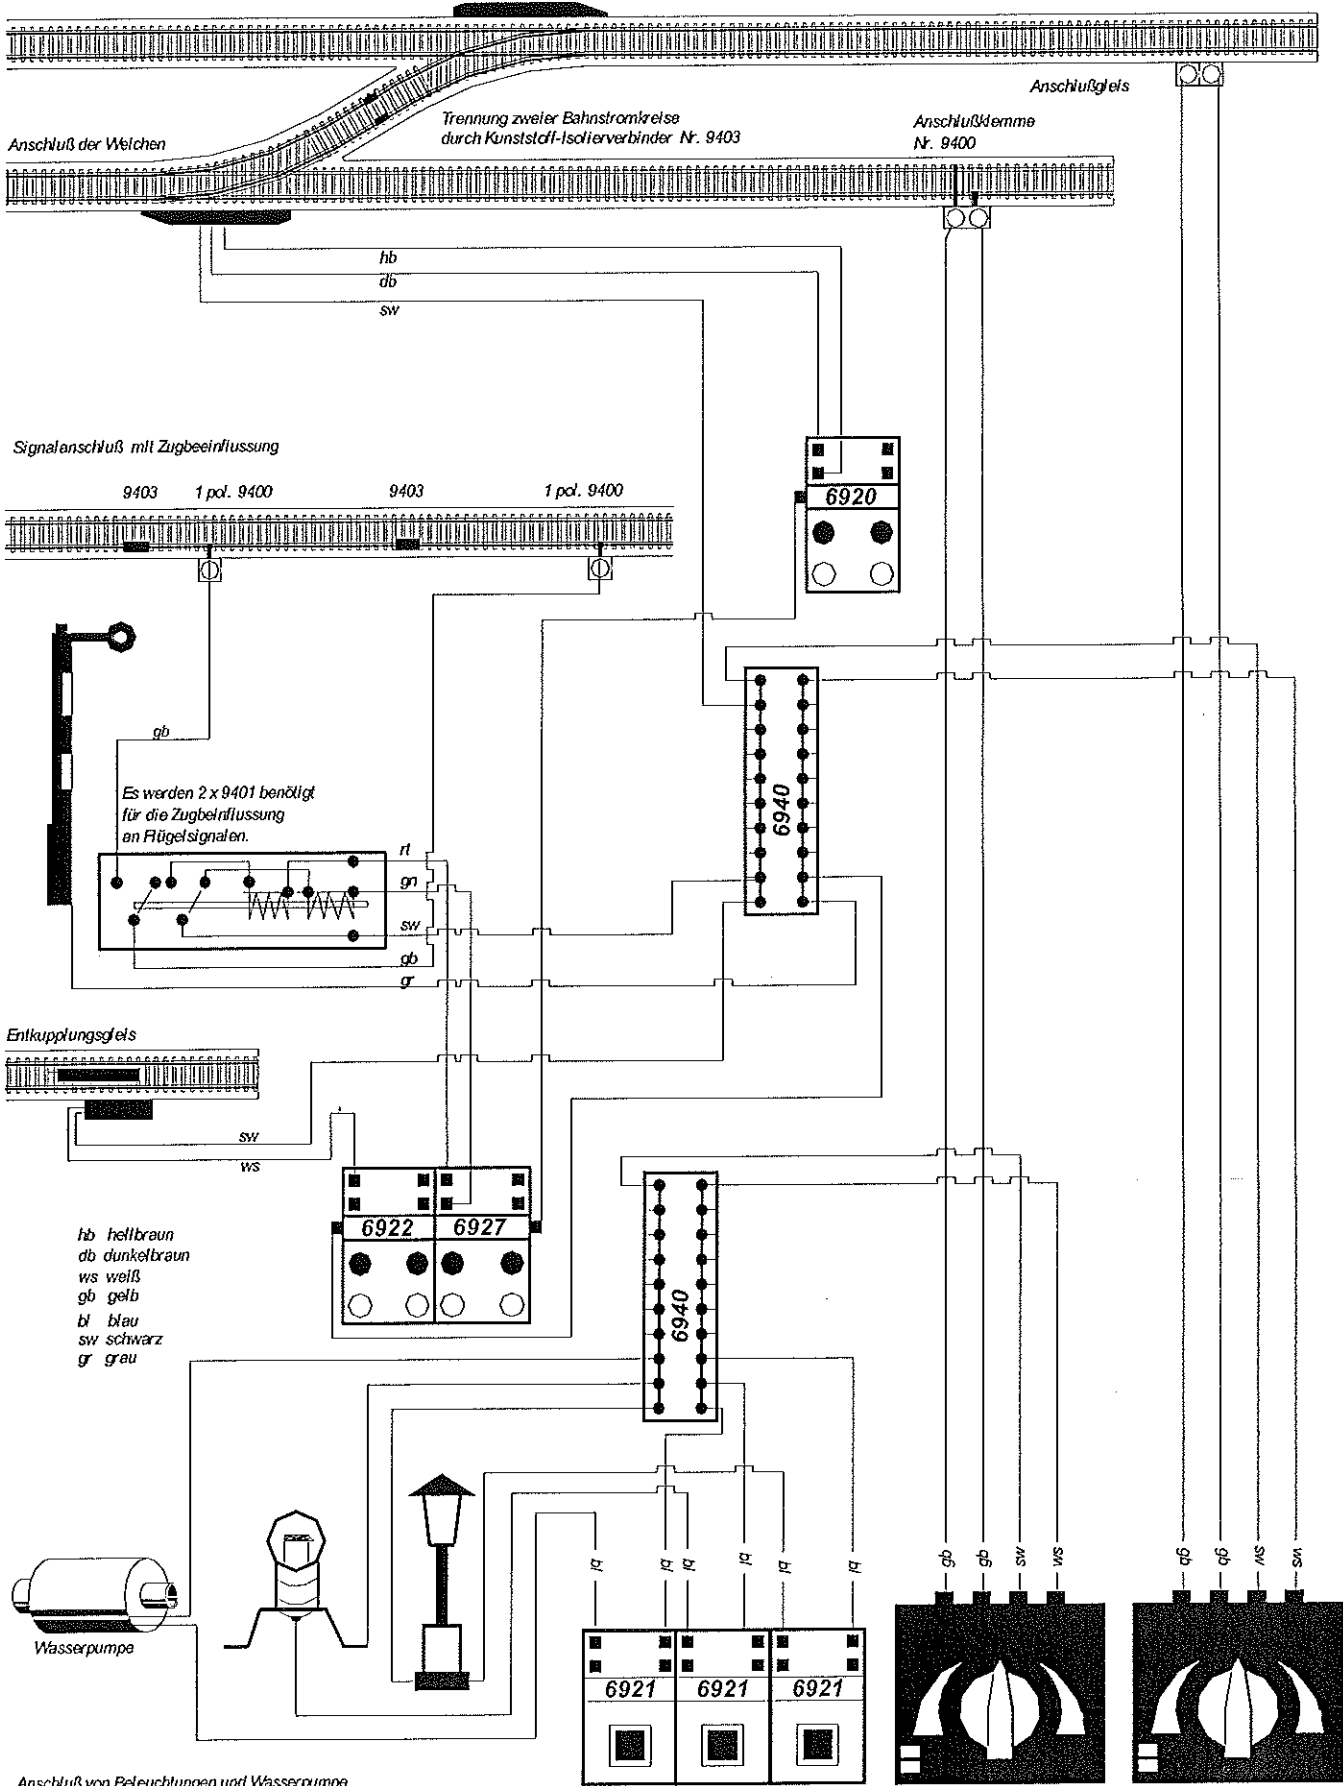 Anschlußgleis
Anschluß der Weichen
Trennung zweier Bahnstromkreise
durch Kunststoff-Isolierverbinder Nr. 9403
Anschlußklemme
Nr. 9400
hb
db
sw
Signalanschluß mit Zugbeeinflussung
9403
1 pol. 9400
9403
1 pol. 9400
6920
gb
Es werden 2 x 9401 benötigt
für die Zugbeinflussung
an Flügelsignalen.
6940
rt
gn
sw
gb
gr
Entkupplungsgleis
sw
ws
6922
6927
hb hellbraun
db dunkelbraun
ws weiß
gb gelb
bl blau
sw schwarz
gr grau
6940
bl
bl
bl
bl
bl
bl
gb
gb
sw
ws
gb
gb
sw
ws
Wasserpumpe
6921
6921
6921
Anschluß von Beleuchtungen und Wasserpumpe